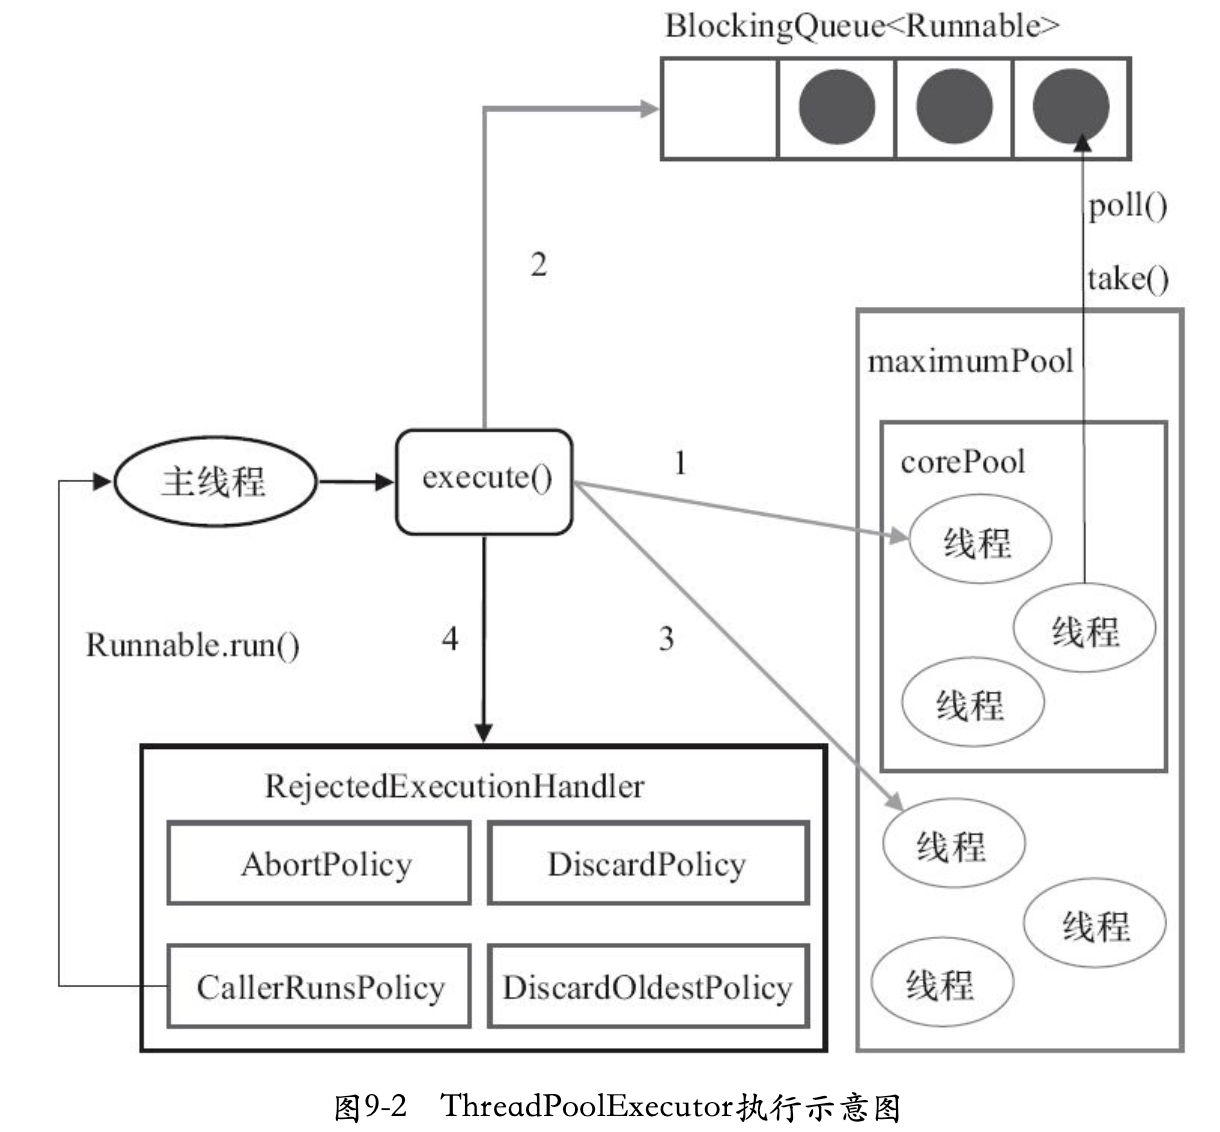 BlockingQueue<Runnable>
poll()
2
take()
maximumPool
corePool
1
主线程
execute()
线程
线程
Runnable.run()
4
3
线程
RejectedExecutionHandler
线程
AbortPolicy
DiscardPolicy
线程
CallerRunsPolicy
DiscardOldestPolicy
线程
图9-2 ThreadPoolExecutor执行示意图